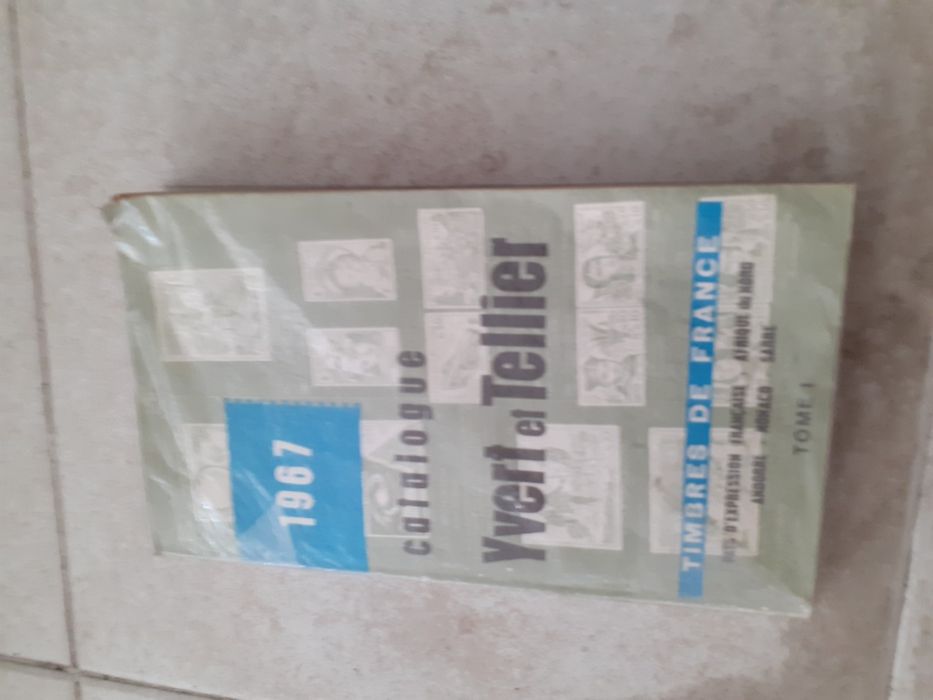 1967
catalogue
Yvert et Tellier
TIMBRES DE FRANCE
PAYS D'EXPRESSION FRANÇAISE - AFRIQUE DU NORD
ANDORRE - MONACO - SARRE
TOME I